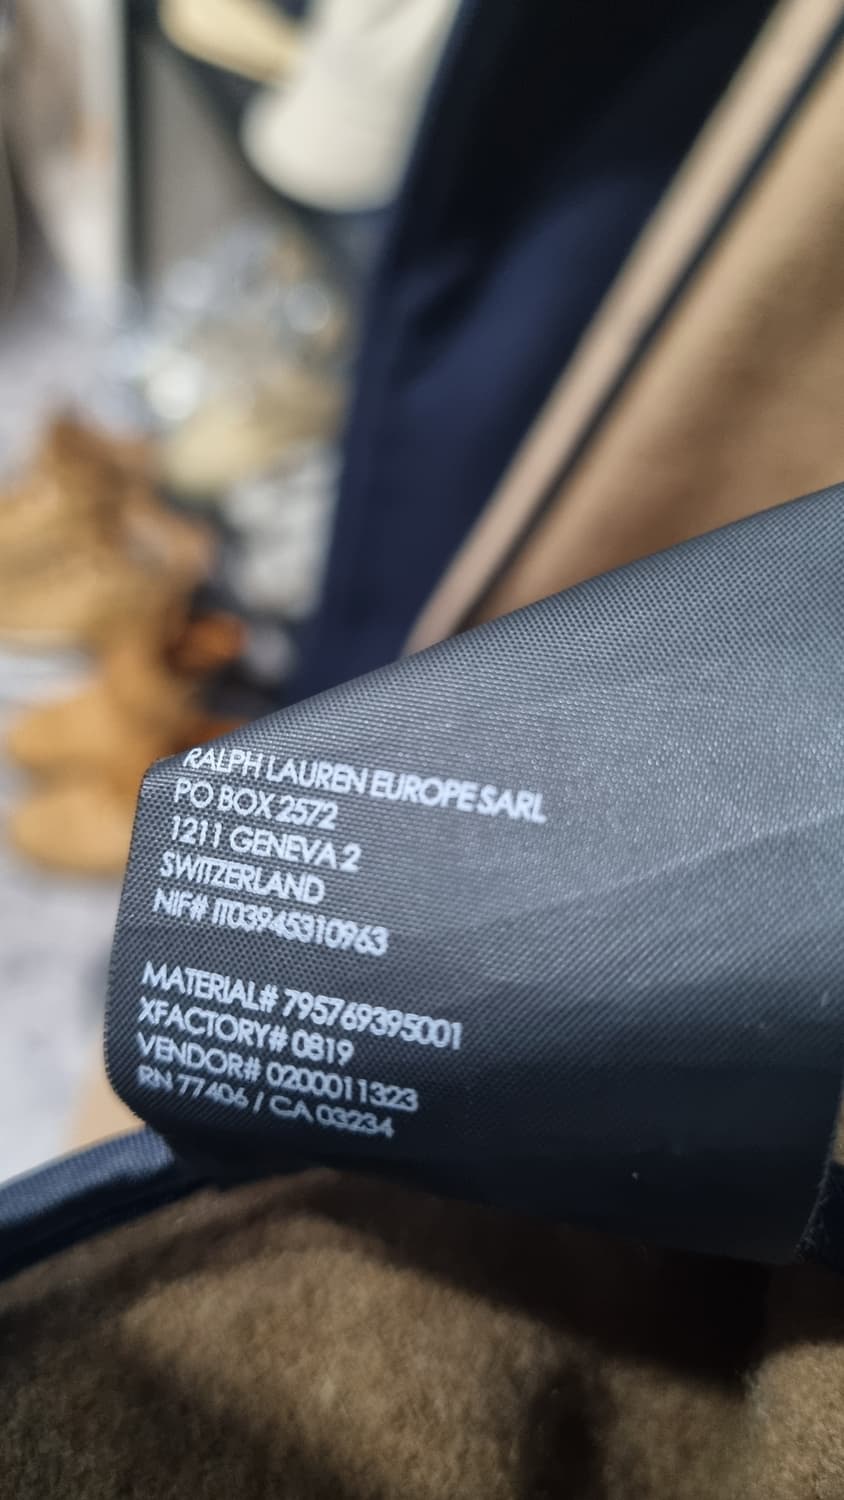 RALPH LAUREN EUROPE SARL
PO BOX 2572
1211 GENEVA 2
SWITZERLAND
NIF# IT03945310963
MATERIAL# 795769395001
XFACTORY# 0819
VENDOR# 0200011323
RN 77406 / CA 03234